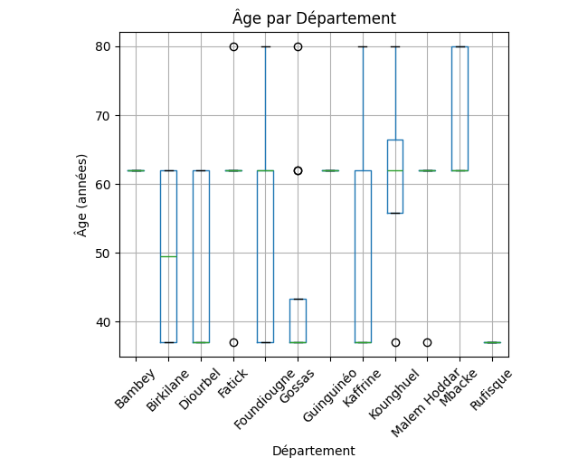 Âge par Département
80
70
60
50
40
Âge (années)
Bambey
Birkilane
Diourbel
Fatick
Foundiougne
Gossas
Guinguinéo
Kaffrine
Kounghuel
Malem Hoddar
Mbacke
Rufisque
Département